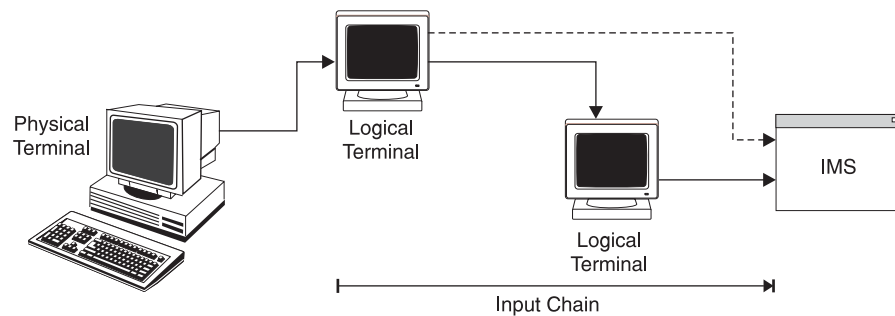 Physical
Terminal
Logical
Terminal
Logical
Terminal
IMS
Input Chain